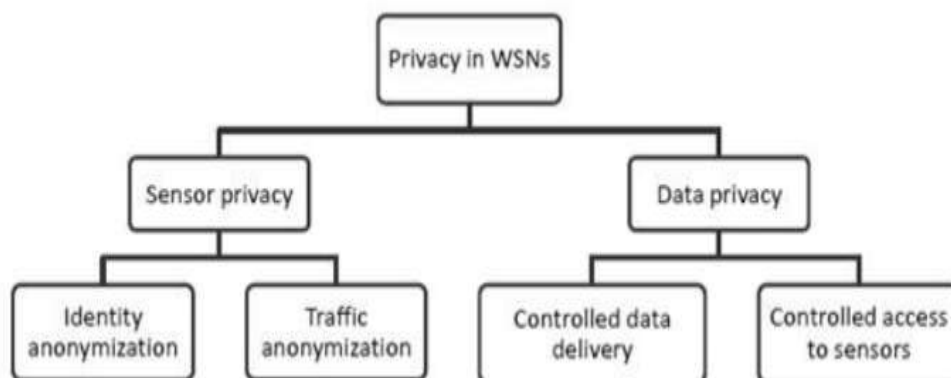 Privacy in WSNs
Sensor privacy
Data privacy
Identity
anonymization
Traffic
anonymization
Controlled data
delivery
Controlled access
to sensors